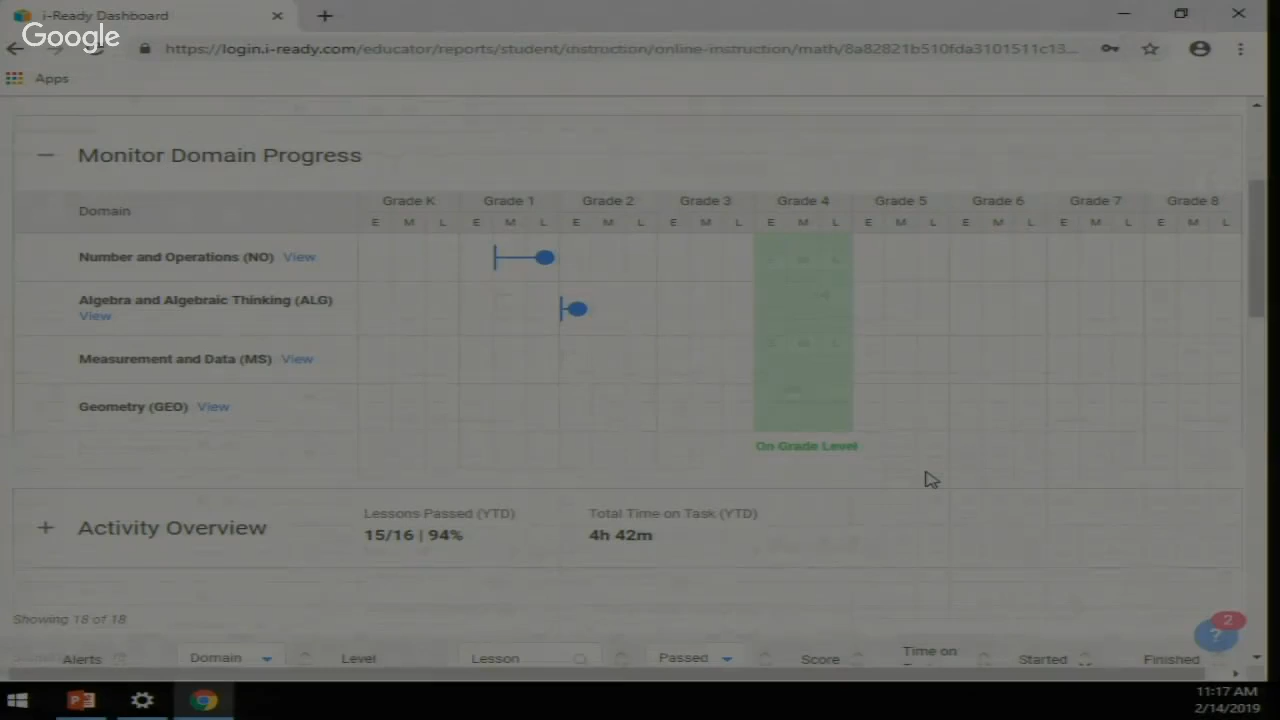 i-Ready Dashboard
Google
https://login.i-ready.com/educator/reports/student/instruction/online-instruction/math/8a82821b510fda3101511c13...
Apps
Monitor Domain Progress
Domain
Grade K Grade 1 Grade 2 Grade 3 Grade 4 Grade 5 Grade 6 Grade 7 Grade 8
E M L E M L E M L E M L E M L E M L E M L E M L E M L
Number and Operations (NO) View
Algebra and Algebraic Thinking (ALG)
View
Measurement and Data (MS) View
Geometry (GEO) View
On Grade Level
Activity Overview
Lessons Passed (YTD) Total Time on Task (YTD)
15/16 | 94% 4h 42m
Showing 18 of 18
2
?
Alerts Domain Level Lesson Passed Score Time on Started Finished
11:17 AM
2/14/2019